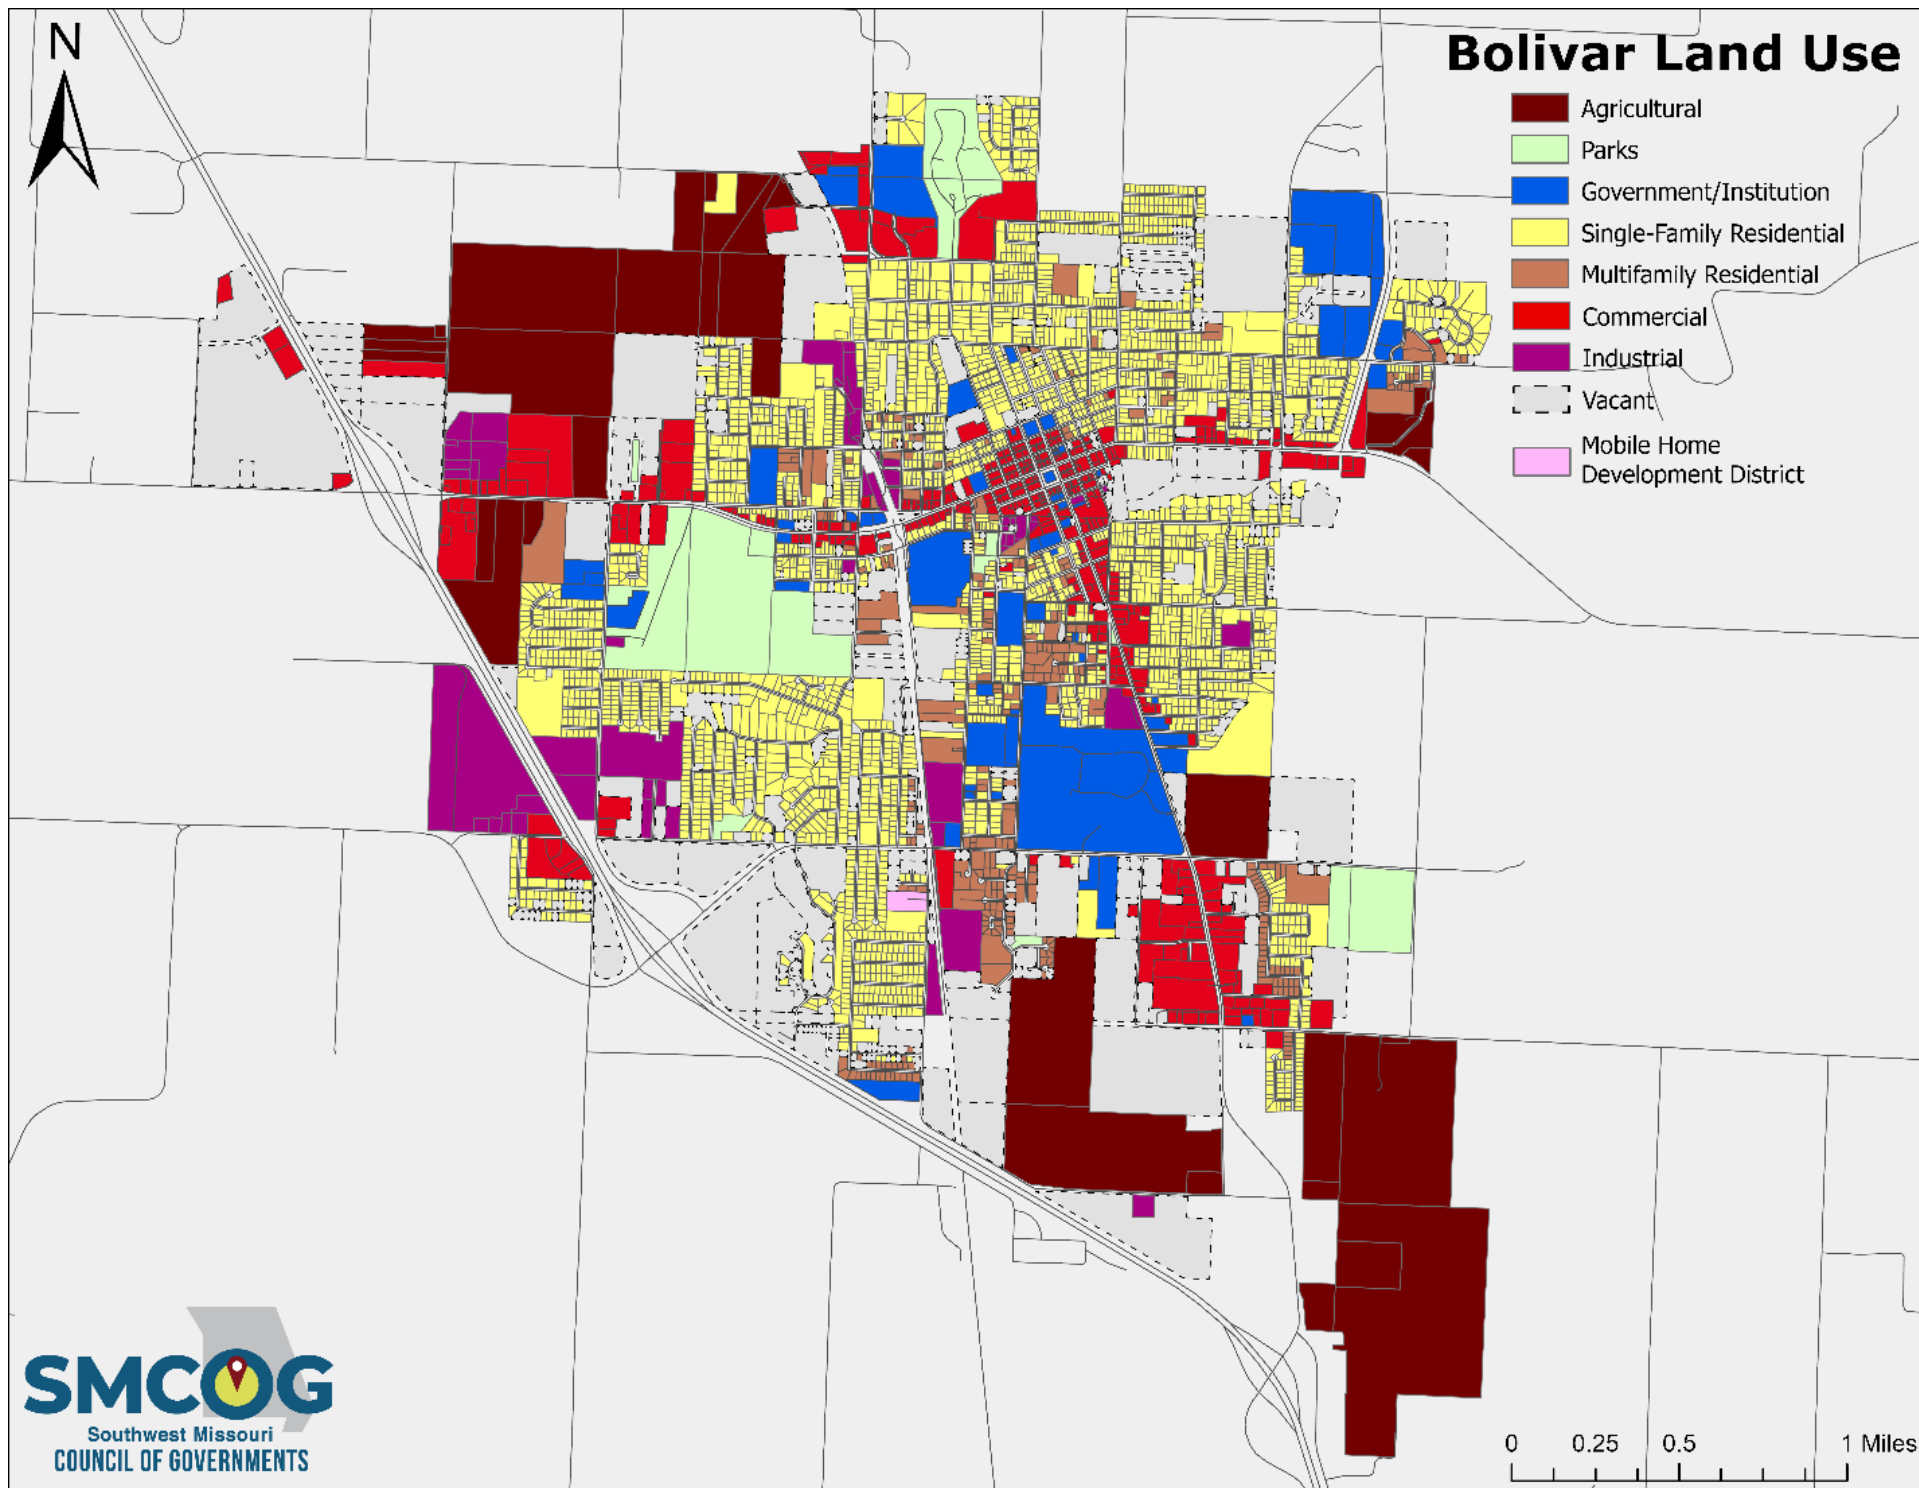 N
Bolivar Land Use
Agricultural
Parks
Government/Institution
Single-Family Residential
Multifamily Residential
Commercial
Industrial
Vacant
Mobile Home
Development District
SMCOG
Southwest Missouri
COUNCIL OF GOVERNMENTS
0 0.25 0.5 1 Miles